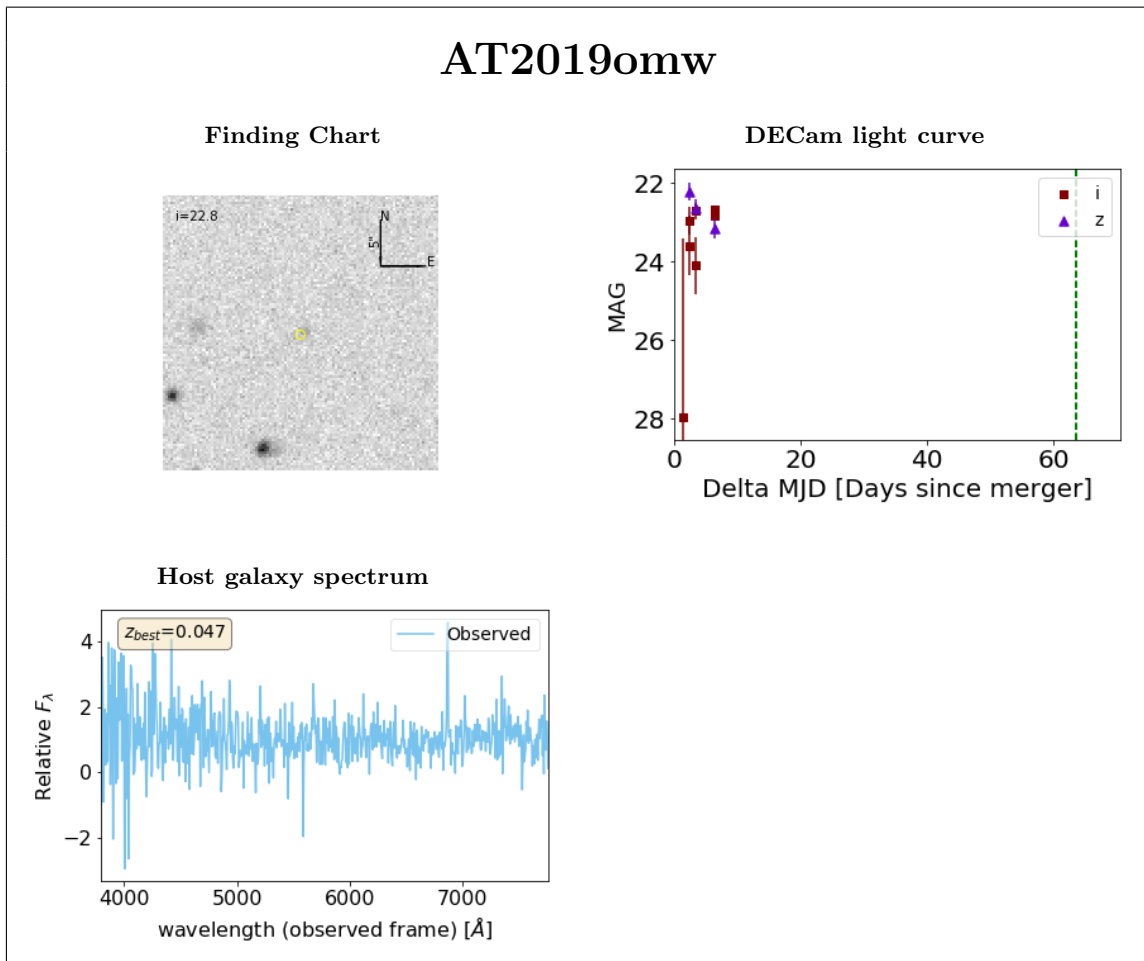 AT2019omw
Finding Chart
i=22.8
N
5"
E
DECam light curve
22
24
26
28
MAG
i
z
0
20
40
60
Delta MJD [Days since merger]
Host galaxy spectrum
z_best=0.047
Observed
4
2
0
−2
Relative F_λ
4000
5000
6000
7000
wavelength (observed frame) [Å]